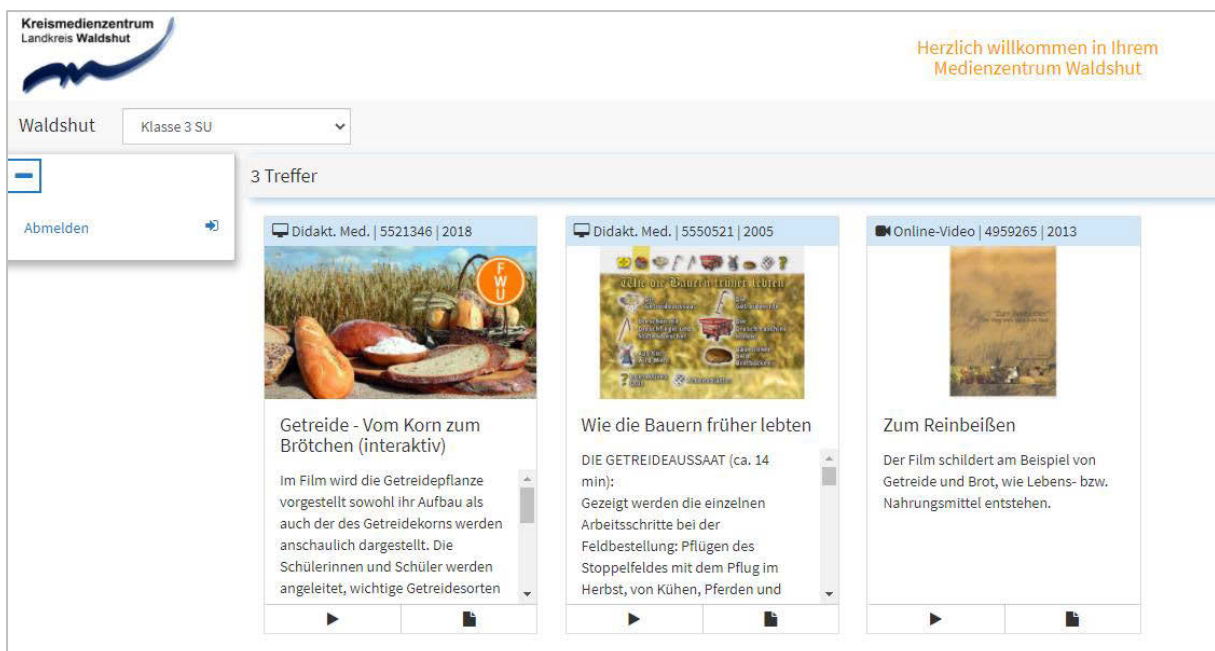 Kreismedienzentrum
Landkreis Waldshut
Herzlich willkommen in Ihrem
Medienzentrum Waldshut
Waldshut
Klasse 3 SU
3 Treffer
Abmelden
Didakt. Med. | 5521346 | 2018
FWU
Getreide - Vom Korn zum
Brötchen (interaktiv)
Im Film wird die Getreidepflanze
vorgestellt sowohl ihr Aufbau als
auch der des Getreidekorns werden
anschaulich dargestellt. Die
Schülerinnen und Schüler werden
angeleitet, wichtige Getreidesorten
Didakt. Med. | 5550521 | 2005
Wie die Bauern früher lebten
Wie die Bauern früher lebten
DIE GETREIDEAUSSAAT (ca. 14
min):
Gezeigt werden die einzelnen
Arbeitsschritte bei der
Feldbestellung: Pflügen des
Stoppelfeldes mit dem Pflug im
Herbst, von Kühen, Pferden und
Online-Video | 4959265 | 2013
"Zum Reinbeißen"
Zum Reinbeißen
Der Film schildert am Beispiel von
Getreide und Brot, wie Lebens- bzw.
Nahrungsmittel entstehen.